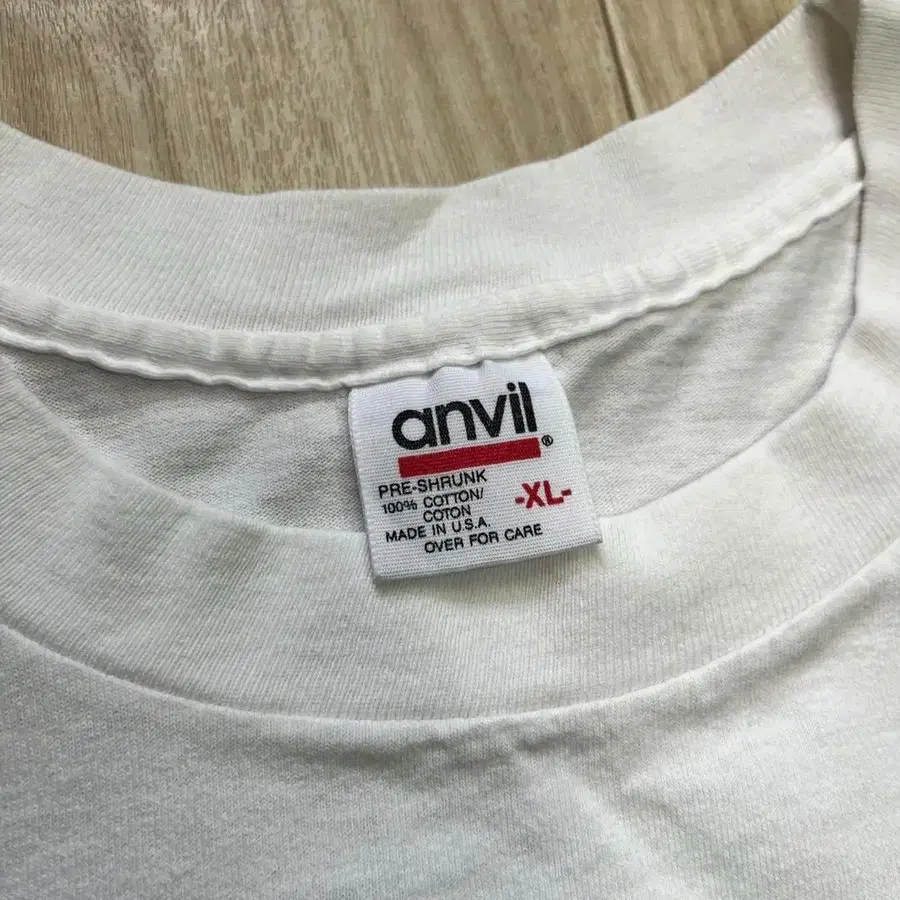 anvil®
PRE-SHRUNK
100% COTTON/
COTON
-XL-
MADE IN U.S.A.
OVER FOR CARE